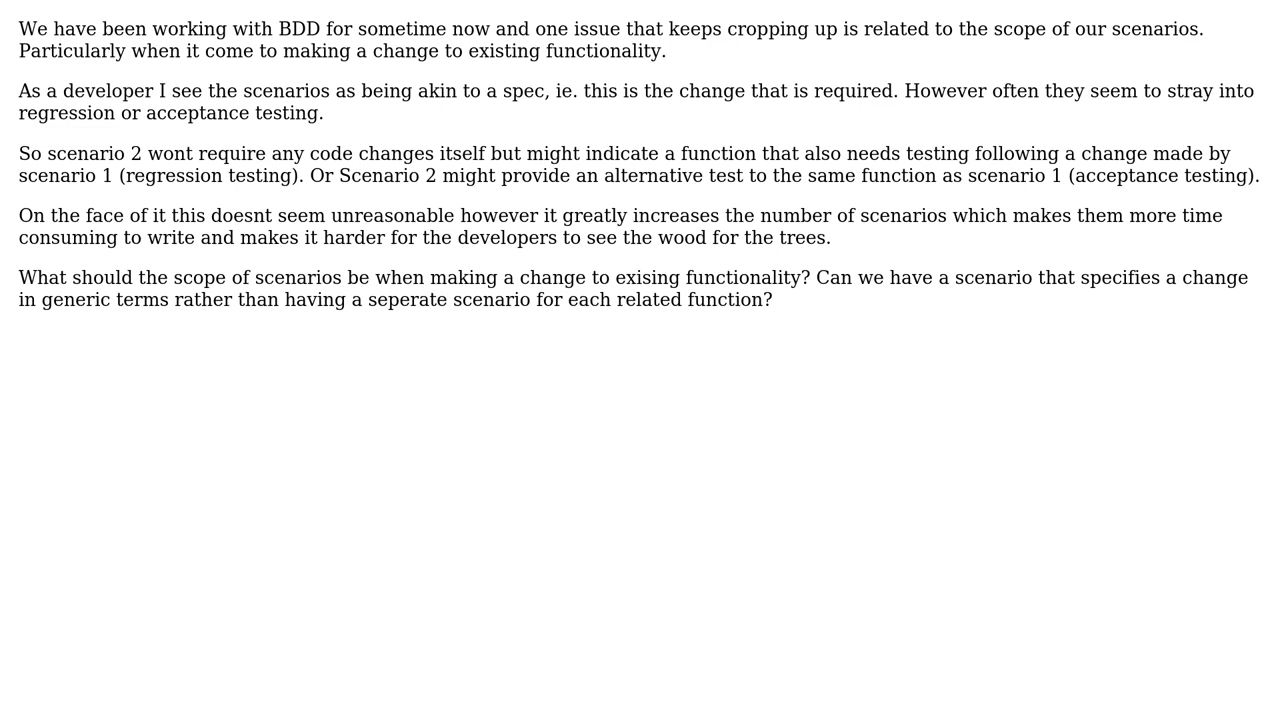 We have been working with BDD for sometime now and one issue that keeps cropping up is related to the scope of our scenarios.
Particularly when it come to making a change to existing functionality.
As a developer I see the scenarios as being akin to a spec, ie. this is the change that is required. However often they seem to stray into
regression or acceptance testing.
So scenario 2 wont require any code changes itself but might indicate a function that also needs testing following a change made by
scenario 1 (regression testing). Or Scenario 2 might provide an alternative test to the same function as scenario 1 (acceptance testing).
On the face of it this doesnt seem unreasonable however it greatly increases the number of scenarios which makes them more time
consuming to write and makes it harder for the developers to see the wood for the trees.
What should the scope of scenarios be when making a change to exising functionality? Can we have a scenario that specifies a change
in generic terms rather than having a seperate scenario for each related function?